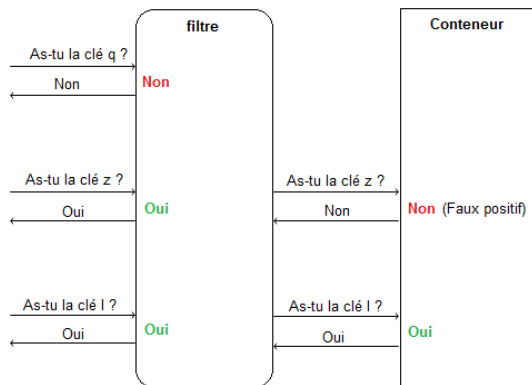 filtre
Conteneur
As-tu la clé q ?
Non
Non
As-tu la clé z ?
Oui
Oui
As-tu la clé z ?
Non
Non (Faux positif)
As-tu la clé l ?
Oui
Oui
As-tu la clé l ?
Oui
Oui